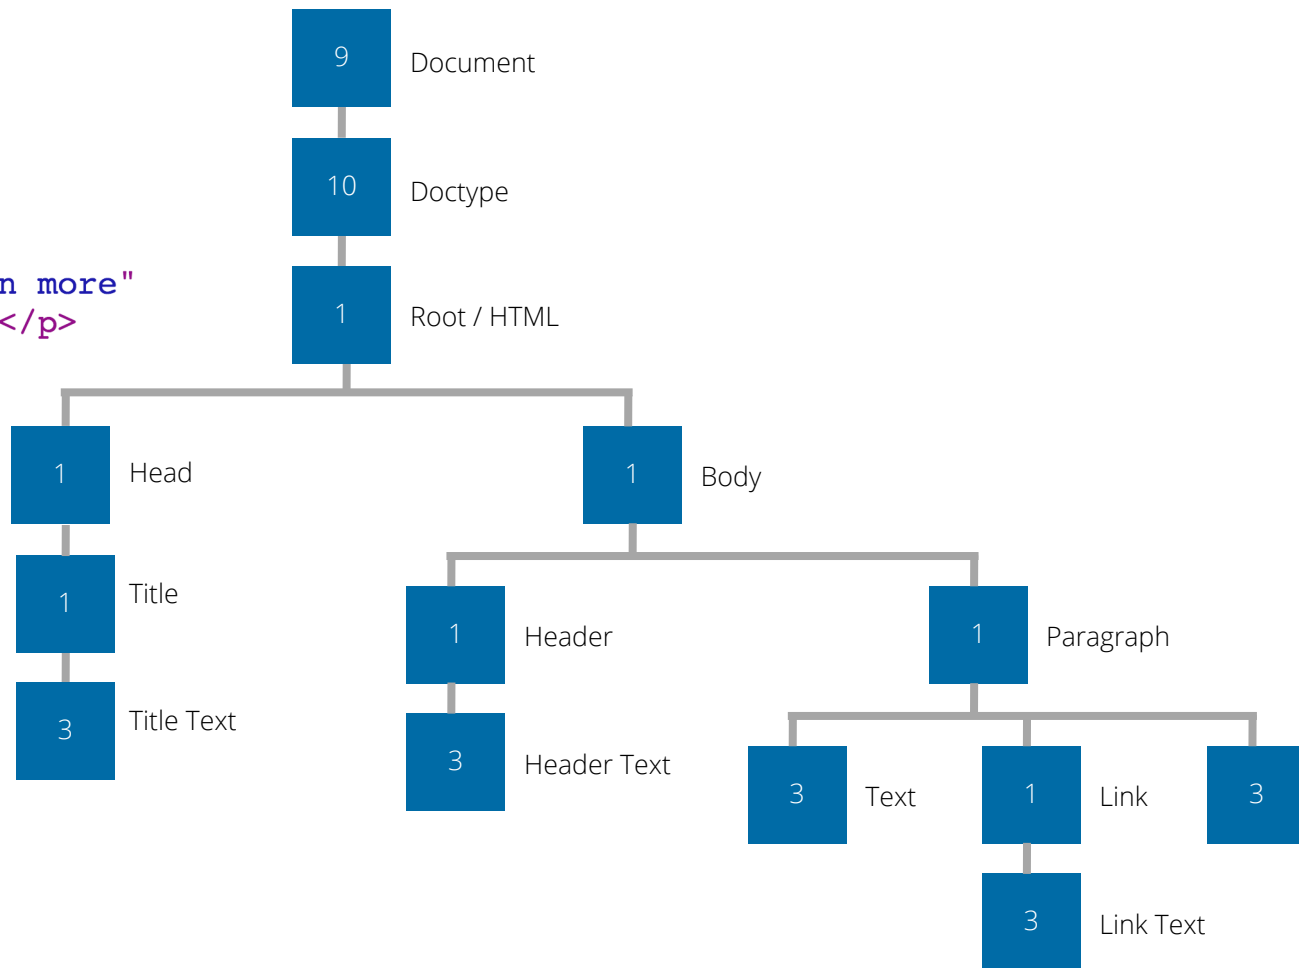 9 Document
10 Doctype
n more"
</p>
1 Root / HTML
1 Head
1 Body
1 Title
1 Header
1 Paragraph
3 Title Text
3 Header Text
3 Text
1 Link
3
3 Link Text